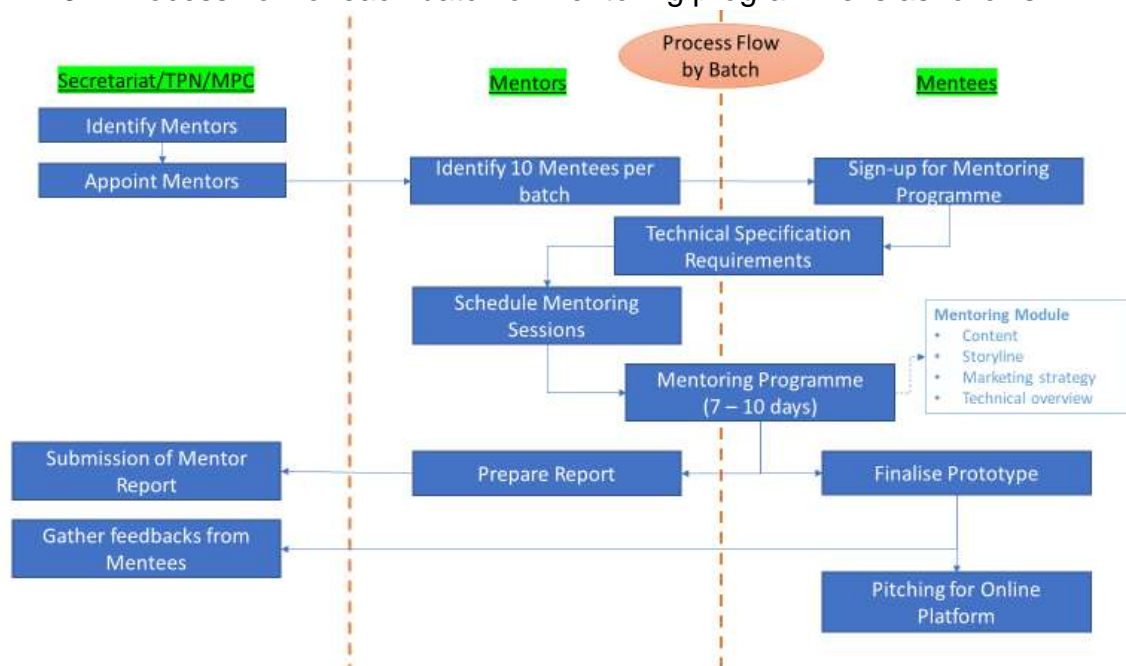 Process Flow
by Batch
Secretariat/TPN/MPC
Mentors
Mentees
Identify Mentors
Appoint Mentors
Identify 10 Mentees per
batch
Sign-up for Mentoring
Programme
Technical Specification
Requirements
Schedule Mentoring
Sessions
Mentoring Module
• Content
• Storyline
• Marketing strategy
• Technical overview
Mentoring Programme
(7 – 10 days)
Submission of Mentor
Report
Prepare Report
Finalise Prototype
Gather feedbacks from
Mentees
Pitching for Online
Platform